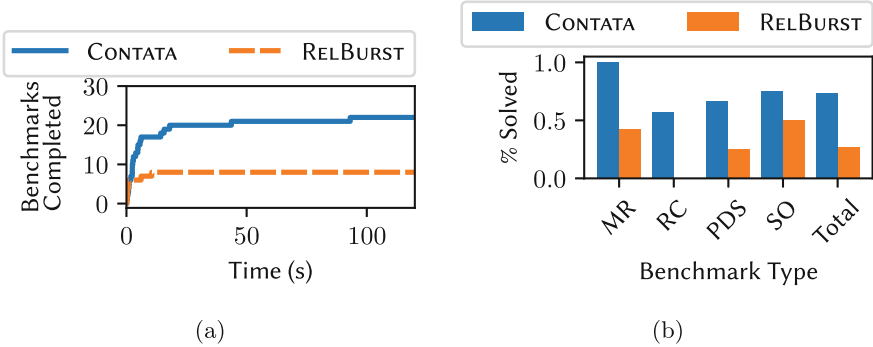 CONTATA RELBURST
Benchmarks
Completed
30
20
10
0
0 50 100
Time (s)
(a)
CONTATA RELBURST
% Solved
1.0
0.5
0.0
MR RC PDS SO Total
Benchmark Type
(b)